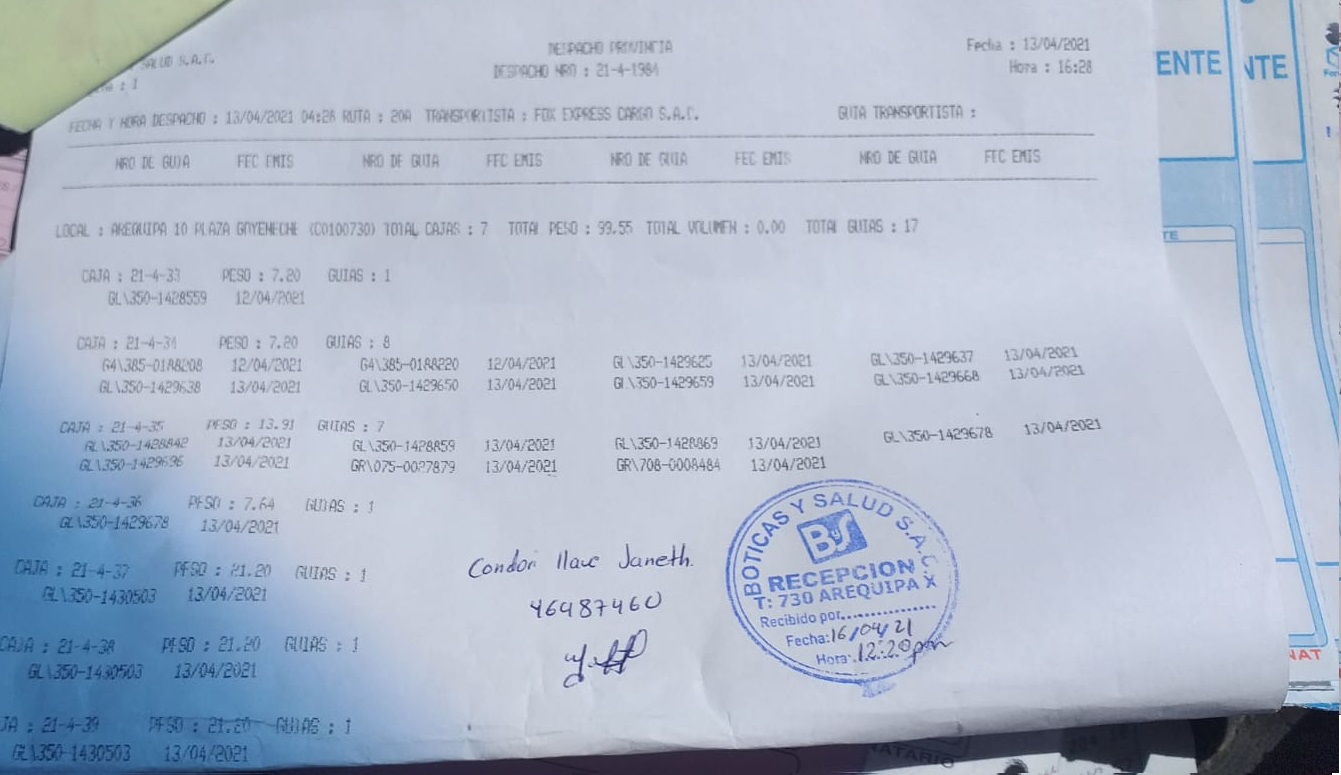 SALUD S.A.C.
DESPACHO PROVINCIA
Fecha : 13/04/2021
: 1
DESPACHO NRO : 21-4-1984
Hora : 16:28
FECHA Y HORA DESPACHO : 13/04/2021 04:28 RUTA : 20A TRANSPORTISTA : FOX EXPRESS CARGO S.A.C. GUIA TRANSPORTISTA :
NRO DE GUIA FEC EMIS NRO DE GUIA FEC EMIS NRO DE GUIA FEC EMIS NRO DE GUIA FEC EMIS
LOCAL : AREQUIPA 10 PLAZA GOYENECHE (C0100730) TOTAL CAJAS : 7 TOTAL PESO : 99.55 TOTAL VOLUMEN : 0.00 TOTAL GUIAS : 17
CAJA : 21-4-33 PESO : 7.20 GUIAS : 1
GL\350-1428559 12/04/2021
CAJA : 21-4-34 PESO : 7.20 GUIAS : 8
G4\385-0188208 12/04/2021 G4\385-0188220 12/04/2021 GL\350-1429625 13/04/2021 GL\350-1429637 13/04/2021
GL\350-1429638 13/04/2021 GL\350-1429650 13/04/2021 GL\350-1429659 13/04/2021 GL\350-1429668 13/04/2021
CAJA : 21-4-35 PESO : 13.91 GUIAS : 7
GL\350-1428842 13/04/2021 GL\350-1428859 13/04/2021 GL\350-1428869 13/04/2021 GL\350-1429678 13/04/2021
GL\350-1429696 13/04/2021 GR\075-0027879 13/04/2021 GR\708-0008484 13/04/2021
CAJA : 21-4-36 PESO : 7.64 GUIAS : 1
GL\350-1429678 13/04/2021
CAJA : 21-4-37 PESO : 21.20 GUIAS : 1
GL\350-1430503 13/04/2021
CAJA : 21-4-38 PESO : 21.20 GUIAS : 1
GL\350-1430503 13/04/2021
JA : 21-4-39 PESO : 21.20 GUIAS : 1
GL\350-1430503 13/04/2021
Condor Janeth.
46487460
BOTICAS Y SALUD S.A.C.
BS
RECEPCION
T: 730 AREQUIPA X
Recibido por
Fecha: 16/04/21
Hora: 12:20pm
ENTE
NTE
TE
NAT
NATARIO